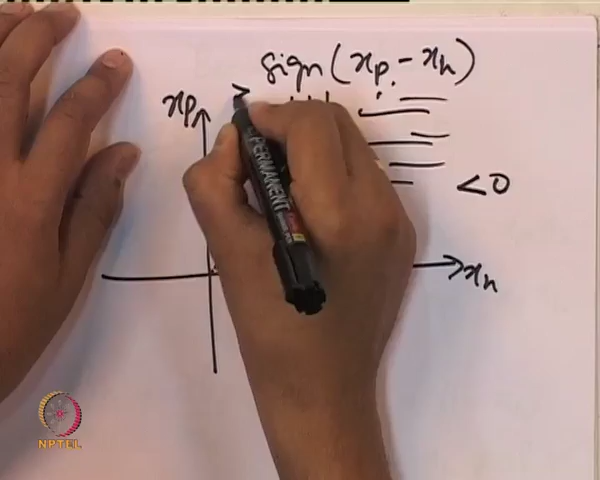 sign(xp - xn)
xp >
PERMANENT
<0
xn
NPTEL